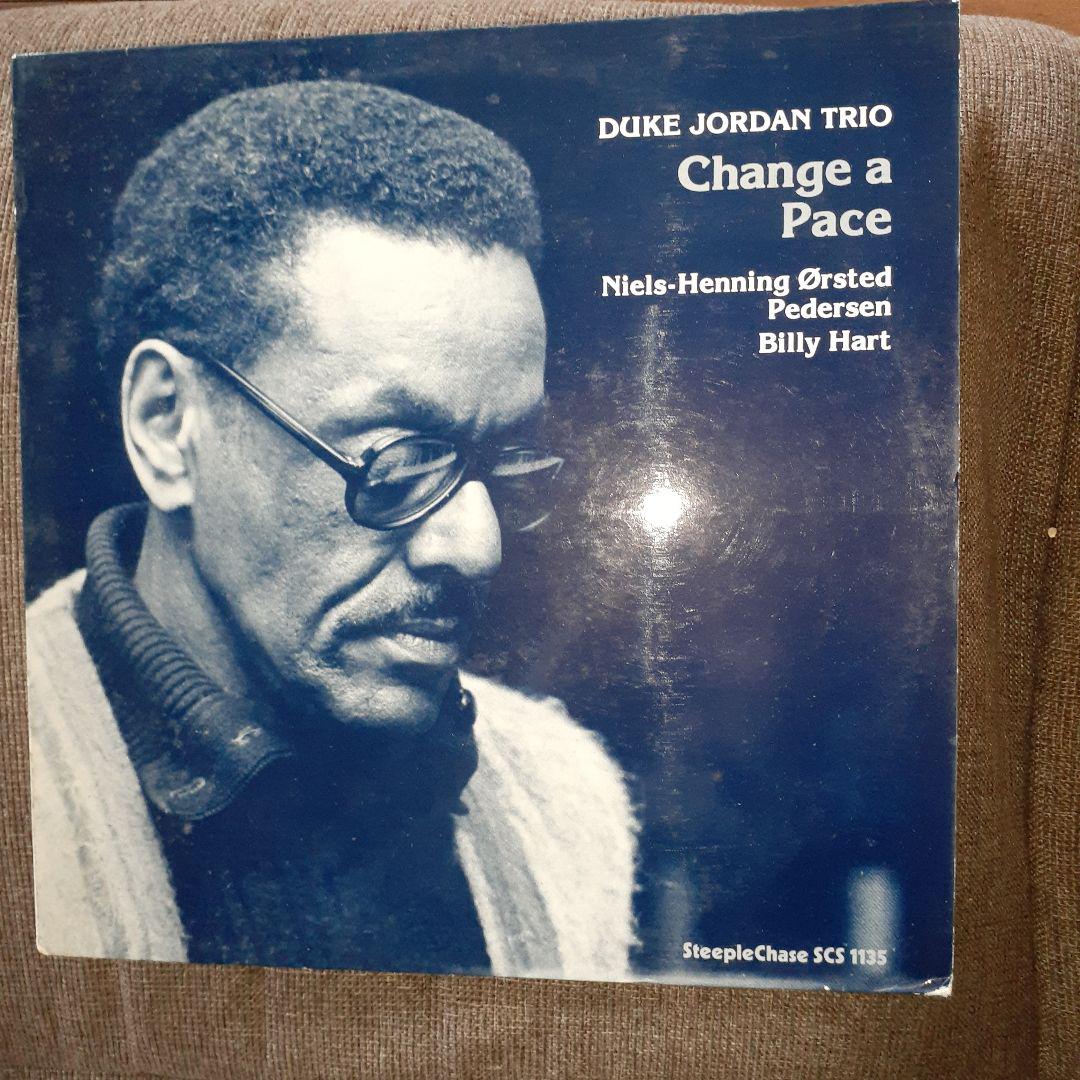 DUKE JORDAN TRIO
Change a
Pace
Niels-Henning Ørsted
Pedersen
Billy Hart
SteepleChase SCS 1135